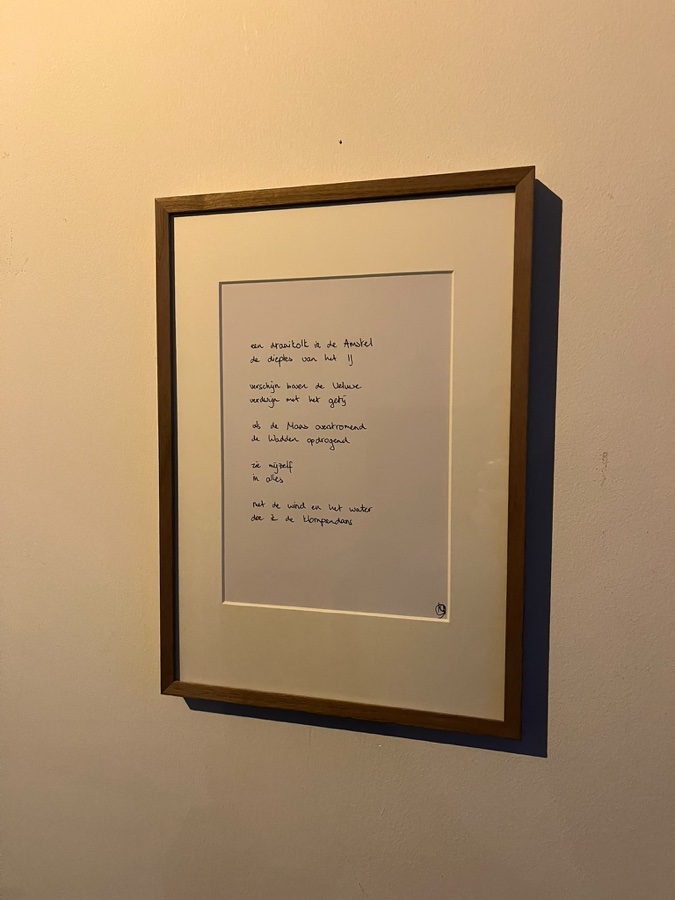 een draaikolk in de Amstel
de dieptes van het IJ
verschijn boven de Veluwe
verdwijn met het getij
als de Maas overstromend
de Wadden opdrogend
zie mijzelf
in alles
met de wind en het water
doe ik de klompendans